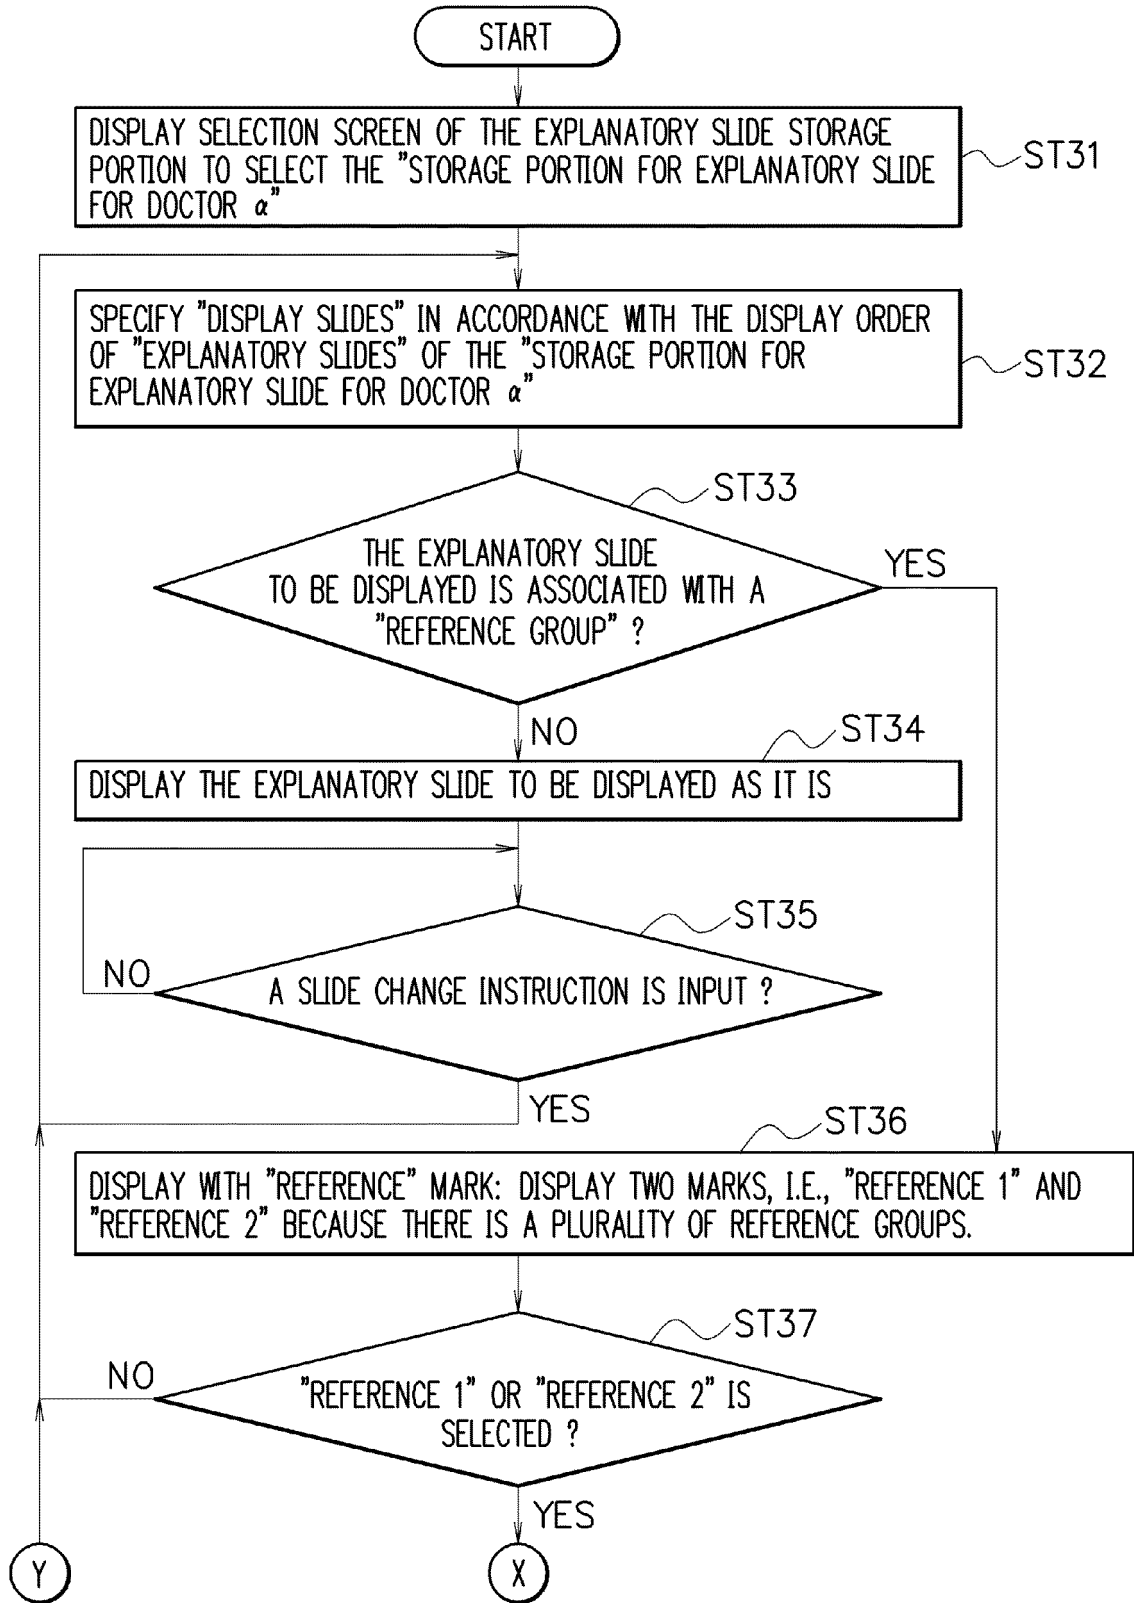 START
DISPLAY SELECTION SCREEN OF THE EXPLANATORY SLIDE STORAGE
PORTION TO SELECT THE "STORAGE PORTION FOR EXPLANATORY SLIDE
FOR DOCTOR α"
ST31
SPECIFY "DISPLAY SLIDES" IN ACCORDANCE WITH THE DISPLAY ORDER
OF "EXPLANATORY SLIDES" OF THE "STORAGE PORTION FOR
EXPLANATORY SLIDE FOR DOCTOR α"
ST32
ST33
THE EXPLANATORY SLIDE
TO BE DISPLAYED IS ASSOCIATED WITH A
"REFERENCE GROUP" ?
YES
NO
ST34
DISPLAY THE EXPLANATORY SLIDE TO BE DISPLAYED AS IT IS
ST35
A SLIDE CHANGE INSTRUCTION IS INPUT ?
NO
YES
ST36
DISPLAY WITH "REFERENCE" MARK: DISPLAY TWO MARKS, I.E., "REFERENCE 1" AND
"REFERENCE 2" BECAUSE THERE IS A PLURALITY OF REFERENCE GROUPS.
ST37
NO
"REFERENCE 1" OR "REFERENCE 2" IS
SELECTED ?
YES
Y
X